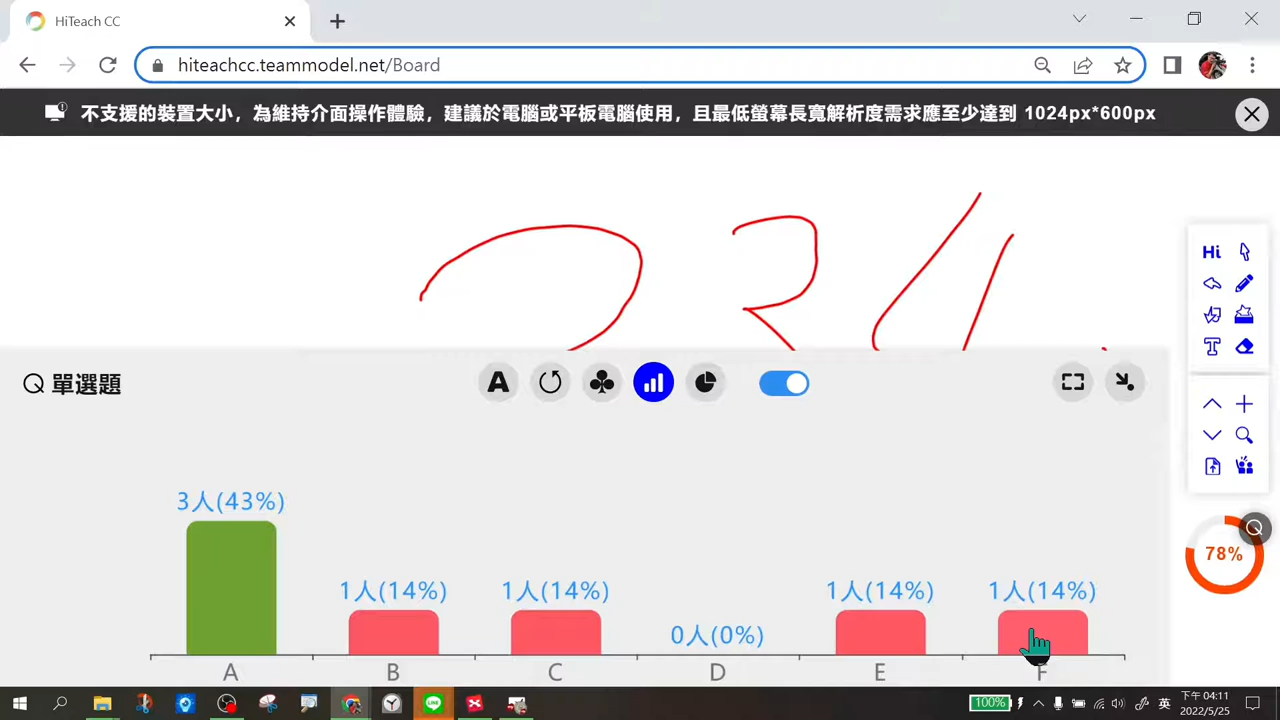 HiTeach CC
hiteachcc.teammodel.net/Board
不支援的裝置大小，為維持介面操作體驗，建議於電腦或平板電腦使用，且最低螢幕長寬解析度需求應至少達到 1024px*600px
2 3 4
Hi
T
單選題
A
3人(43%)
1人(14%) 1人(14%) 0人(0%) 1人(14%) 1人(14%)
78%
A B C D E F
100% 英 下午 04:11
2022/5/25